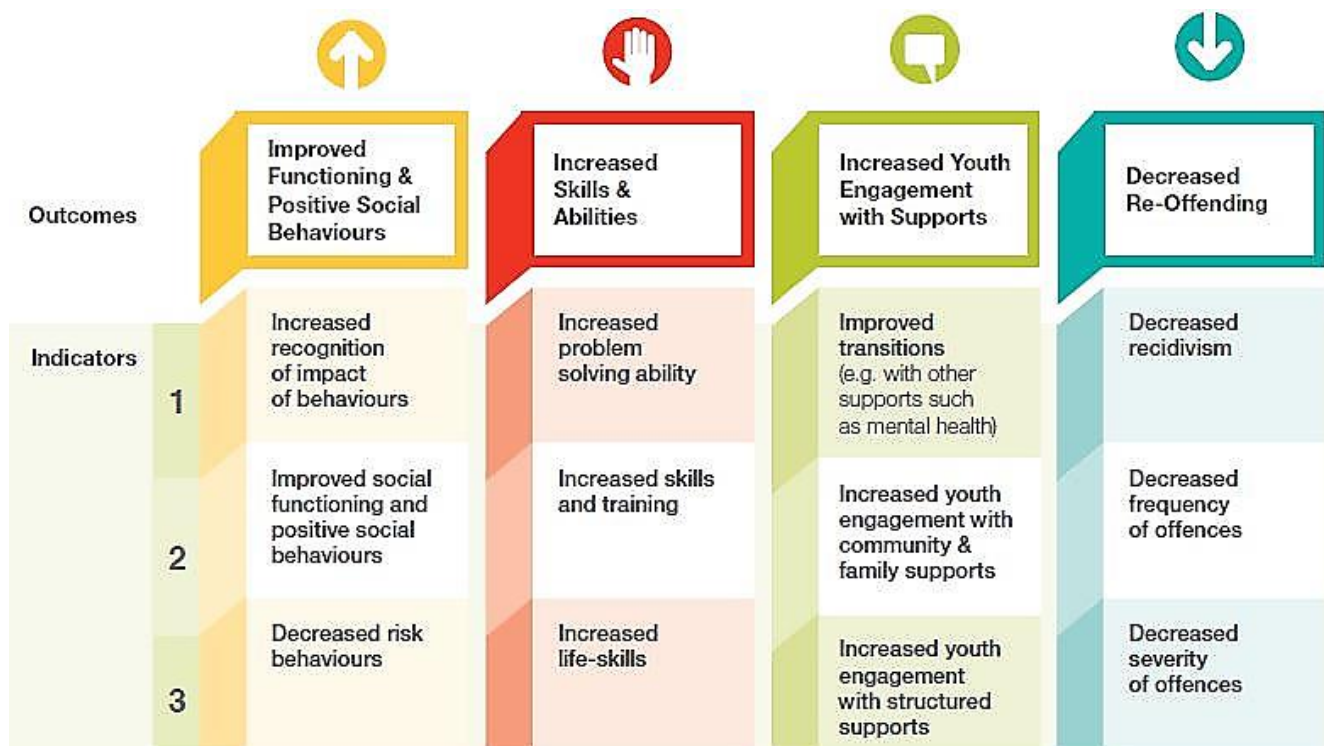 Outcomes
Improved
Functioning &
Positive Social
Behaviours
Increased
Skills &
Abilities
Increased Youth
Engagement
with Supports
Decreased
Re-Offending
Indicators
1
Increased
recognition
of impact
of behaviours
Increased
problem
solving ability
Improved
transitions
(e.g. with other
supports such
as mental health)
Decreased
recidivism
2
Improved social
functioning and
positive social
behaviours
Increased skills
and training
Increased youth
engagement with
community &
family supports
Decreased
frequency
of offences
3
Decreased risk
behaviours
Increased
life-skills
Increased youth
engagement
with structured
supports
Decreased
severity
of offences